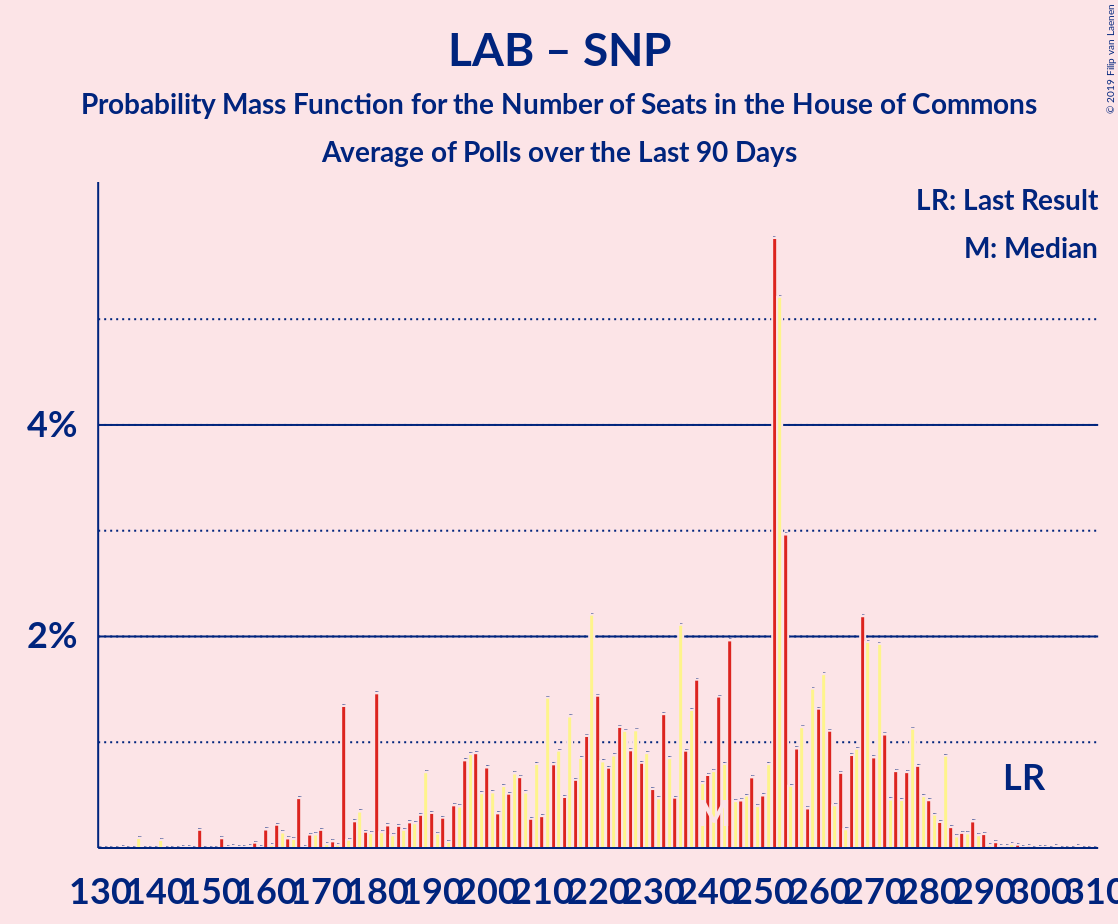 LAB – SNP
Probability Mass Function for the Number of Seats in the House of Commons
Average of Polls over the Last 90 Days
© 2019 Filip van Laenen
LR: Last Result
M: Median
4%
2%
LR
M
130 140 150 160 170 180 190 200 210 220 230 240 250 260 270 280 290 300 310